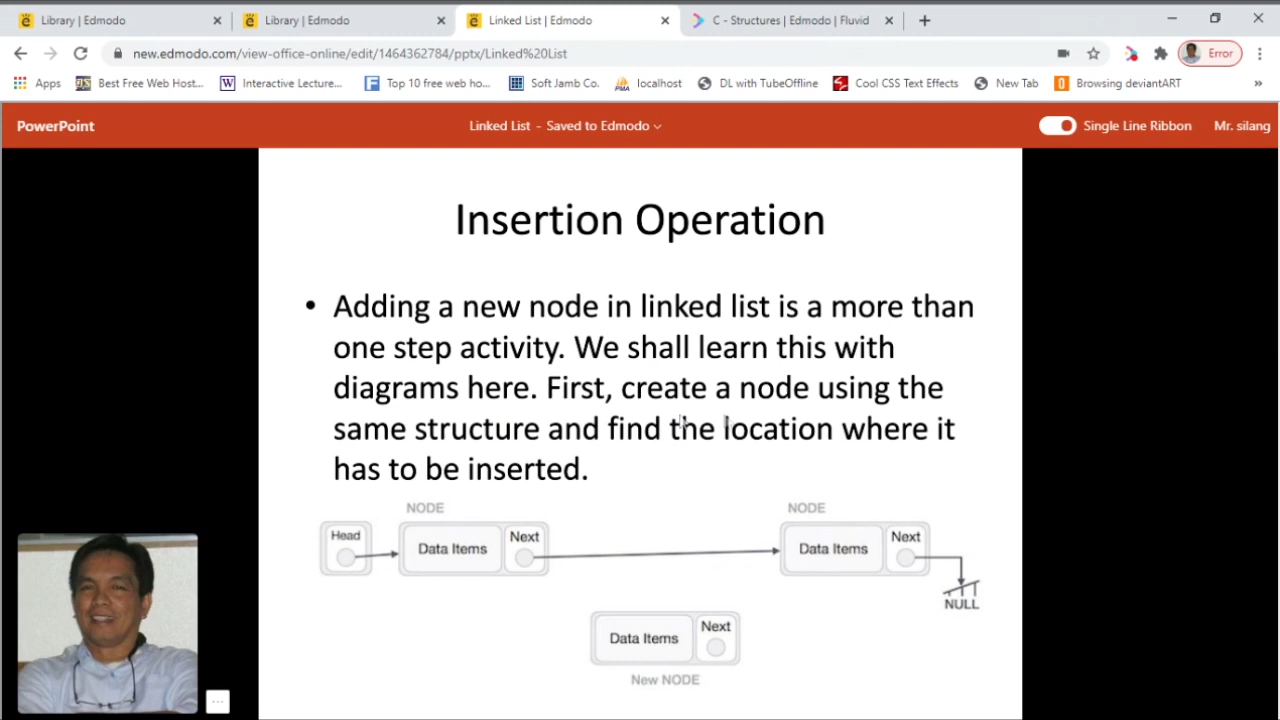 Library | Edmodo
Library | Edmodo
Linked List | Edmodo
C - Structures | Edmodo | Fluvid
new.edmodo.com/view-office-online/edit/1464362784/pptx/Linked%20List
Error
Apps
Best Free Web Host...
Interactive Lecture...
Top 10 free web ho...
Soft Jamb Co.
localhost
DL with TubeOffline
Cool CSS Text Effects
New Tab
Browsing deviantART
»
PowerPoint
Linked List - Saved to Edmodo
Single Line Ribbon
Mr. silang
Insertion Operation
• Adding a new node in linked list is a more than
one step activity. We shall learn this with
diagrams here. First, create a node using the
same structure and find the location where it
has to be inserted.
NODE
NODE
Head
Data Items
Next
Data Items
Next
NULL
Data Items
Next
New NODE